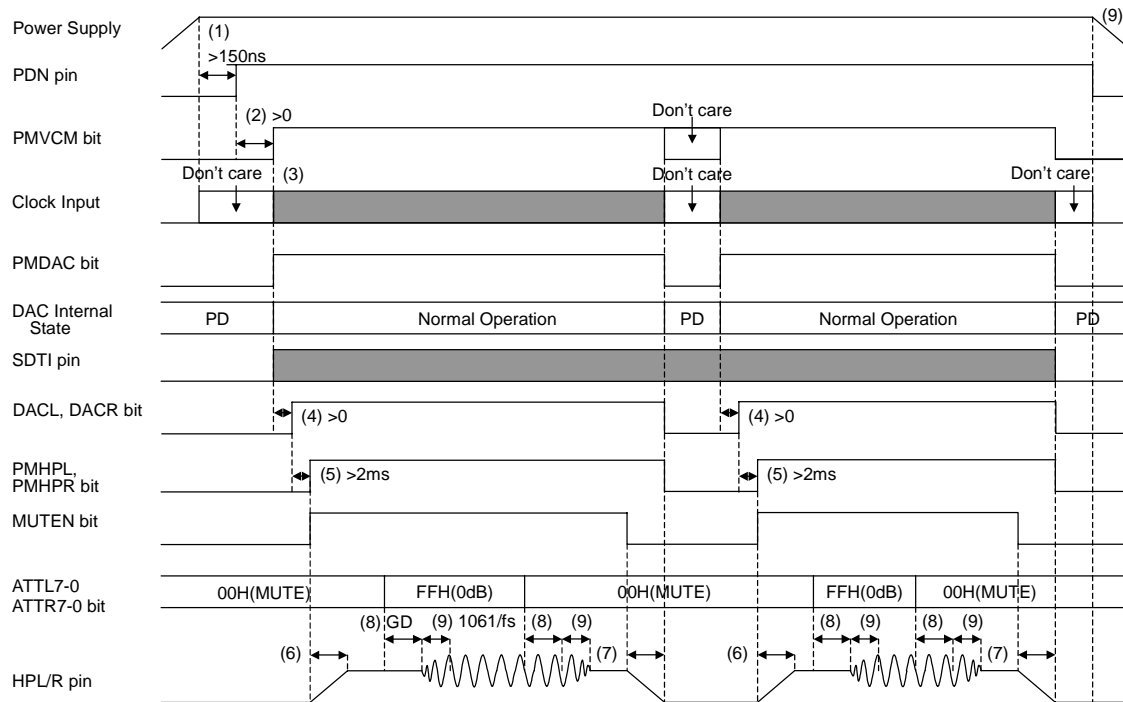 Power Supply
(1)
(9)
>150ns
PDN pin
(2) >0
Don't care
PMVCM bit
Don't care
(3)
Don't care
Don't care
Clock Input
PMDAC bit
DAC Internal
State
PD
Normal Operation
PD
Normal Operation
PD
SDTI pin
DACL, DACR bit
(4) >0
(4) >0
PMHPL,
PMHPR bit
(5) >2ms
(5) >2ms
MUTEN bit
ATTL7-0
ATTR7-0 bit
00H(MUTE)
FFH(0dB)
00H(MUTE)
FFH(0dB)
00H(MUTE)
(8) GD
(9) 1061/fs
(8)
(9)
(8)
(9)
(8)
(9)
(6)
(7)
(6)
(7)
HPL/R pin